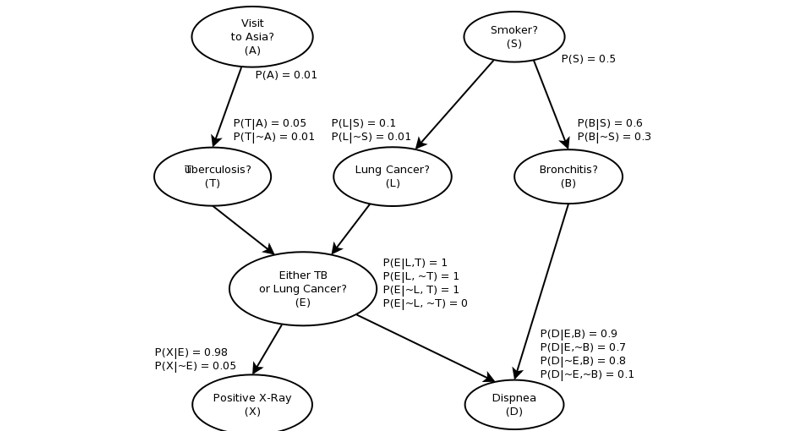 Visit
to Asia?
(A)
Smoker?
(S)
P(A) = 0.01
P(S) = 0.5
P(T|A) = 0.05
P(T|~A) = 0.01
P(L|S) = 0.1
P(L|~S) = 0.01
P(B|S) = 0.6
P(B|~S) = 0.3
Tuberculosis?
(T)
Lung Cancer?
(L)
Bronchitis?
(B)
Either TB
or Lung Cancer?
(E)
P(E|L,T) = 1
P(E|L, ~T) = 1
P(E|~L, T) = 1
P(E|~L, ~T) = 0
P(X|E) = 0.98
P(X|~E) = 0.05
P(D|E,B) = 0.9
P(D|E,~B) = 0.7
P(D|~E,B) = 0.8
P(D|~E,~B) = 0.1
Positive X-Ray
(X)
Dispnea
(D)